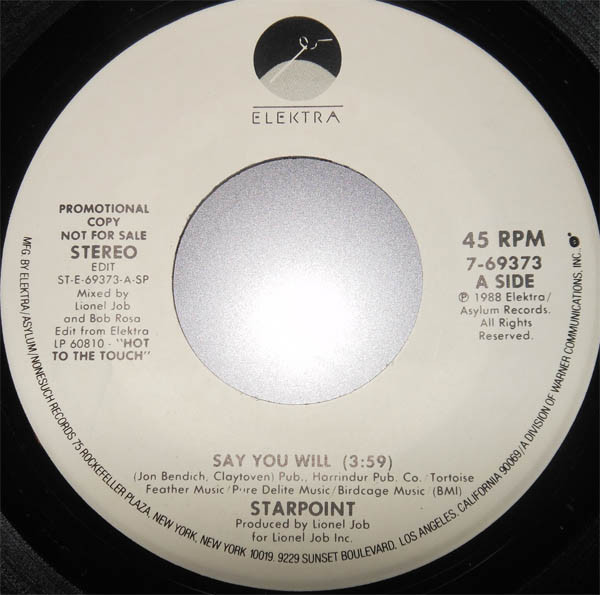 ELEKTRA
PROMOTIONAL
COPY
NOT FOR SALE
STEREO
EDIT
ST-E-69373-A-SP
Mixed by
Lionel Job
and Bob Rosa
Edit from Elektra
LP 60810 - "HOT
TO THE TOUCH"
45 RPM
7-69373
A SIDE
℗ 1988 Elektra/
Asylum Records.
All Rights
Reserved.
SAY YOU WILL (3:59)
(Jon Bendich, Claytoven) Pub., Harrindur Pub. Co./Tortoise
Feather Music/Pure Delite Music/Birdcage Music (BMI)
STARPOINT
Produced by Lionel Job
for Lionel Job Inc.
MFG. BY ELEKTRA/ASYLUM/NONESUCH RECORDS 75 ROCKEFELLER PLAZA, NEW YORK, NEW YORK 10019. 9229 SUNSET BOULEVARD, LOS ANGELES, CALIFORNIA 90069/A DIVISION OF WARNER COMMUNICATIONS, INC.